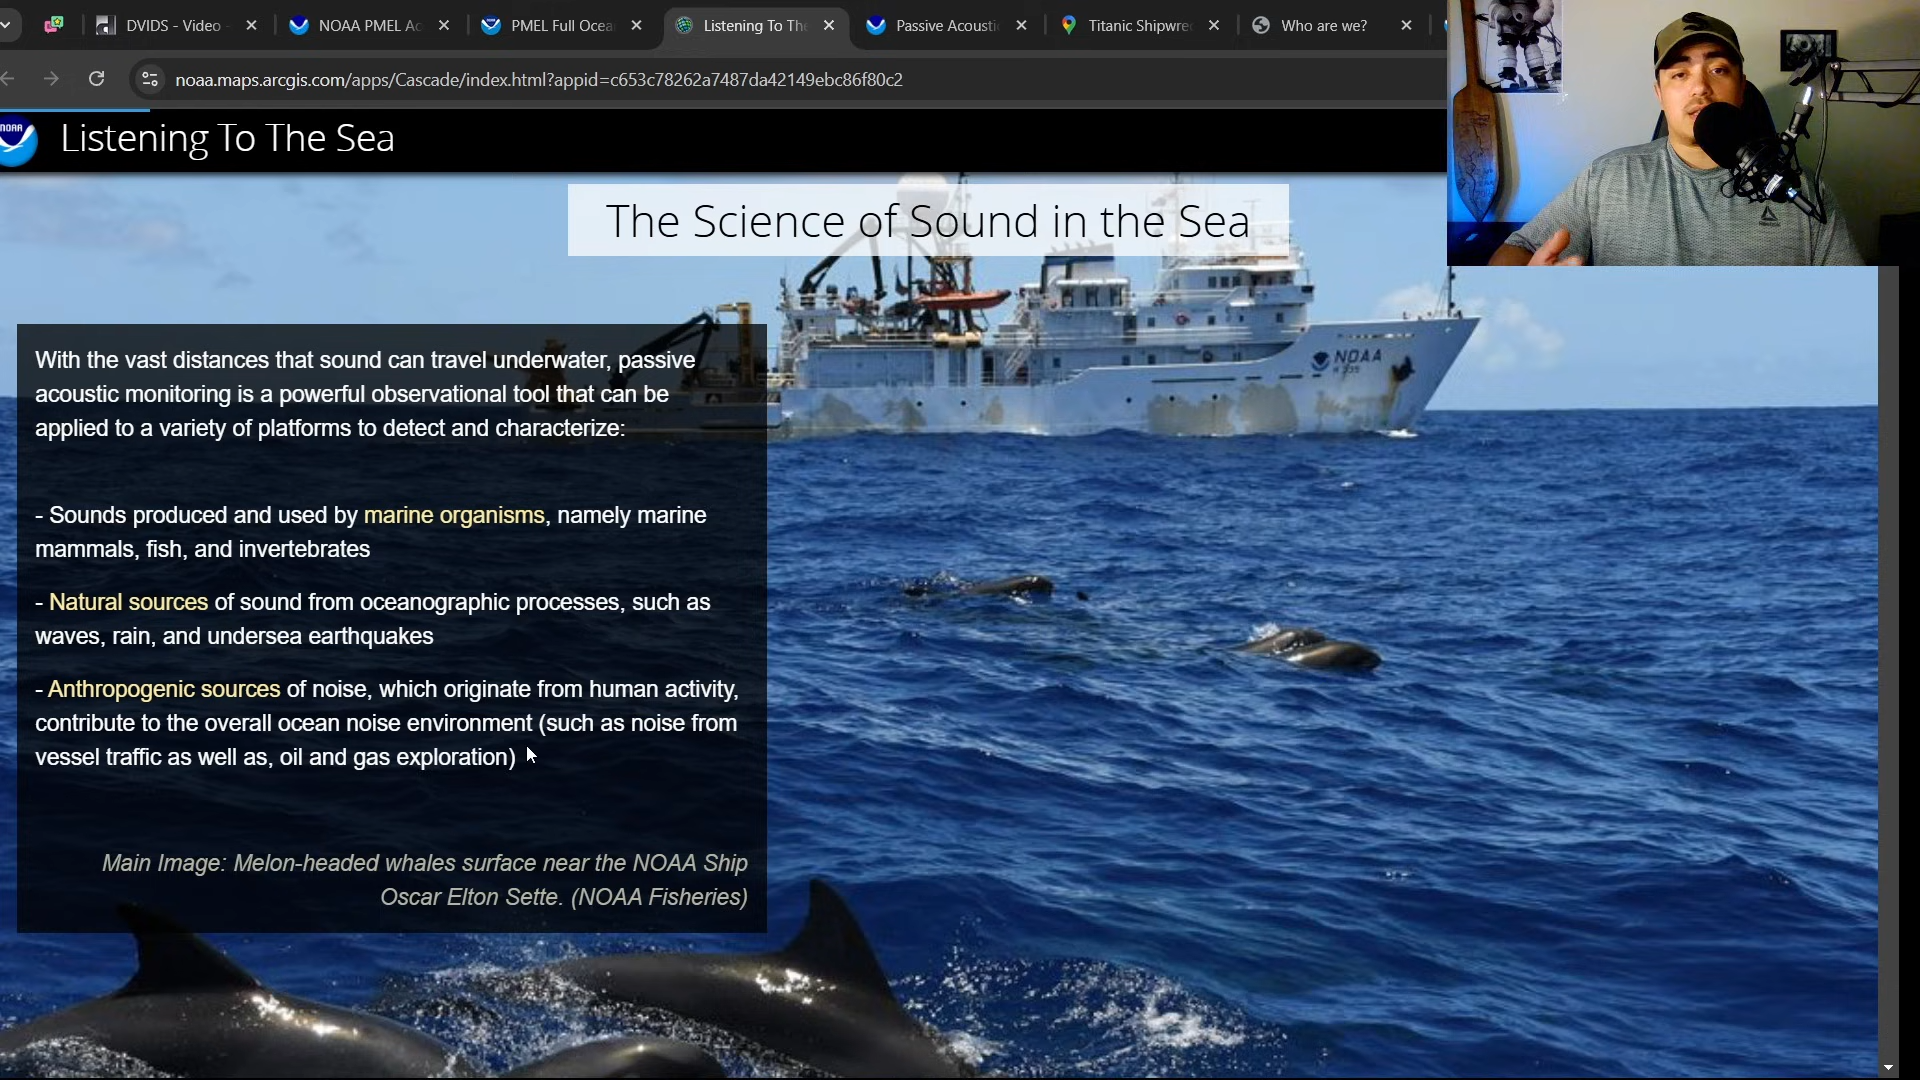 DVIDS - Video
NOAA PMEL Ac
PMEL Full Ocea
Listening To The
Passive Acousti
Titanic Shipwre
Who are we?
noaa.maps.arcgis.com/apps/Cascade/index.html?appid=c653c78262a7487da42149ebc86f80c2
NOAA
Listening To The Sea
The Science of Sound in the Sea
NOAA
R 335
With the vast distances that sound can travel underwater, passive
acoustic monitoring is a powerful observational tool that can be
applied to a variety of platforms to detect and characterize:
- Sounds produced and used by marine organisms, namely marine
mammals, fish, and invertebrates
- Natural sources of sound from oceanographic processes, such as
waves, rain, and undersea earthquakes
- Anthropogenic sources of noise, which originate from human activity,
contribute to the overall ocean noise environment (such as noise from
vessel traffic as well as, oil and gas exploration)
Main Image: Melon-headed whales surface near the NOAA Ship
Oscar Elton Sette. (NOAA Fisheries)